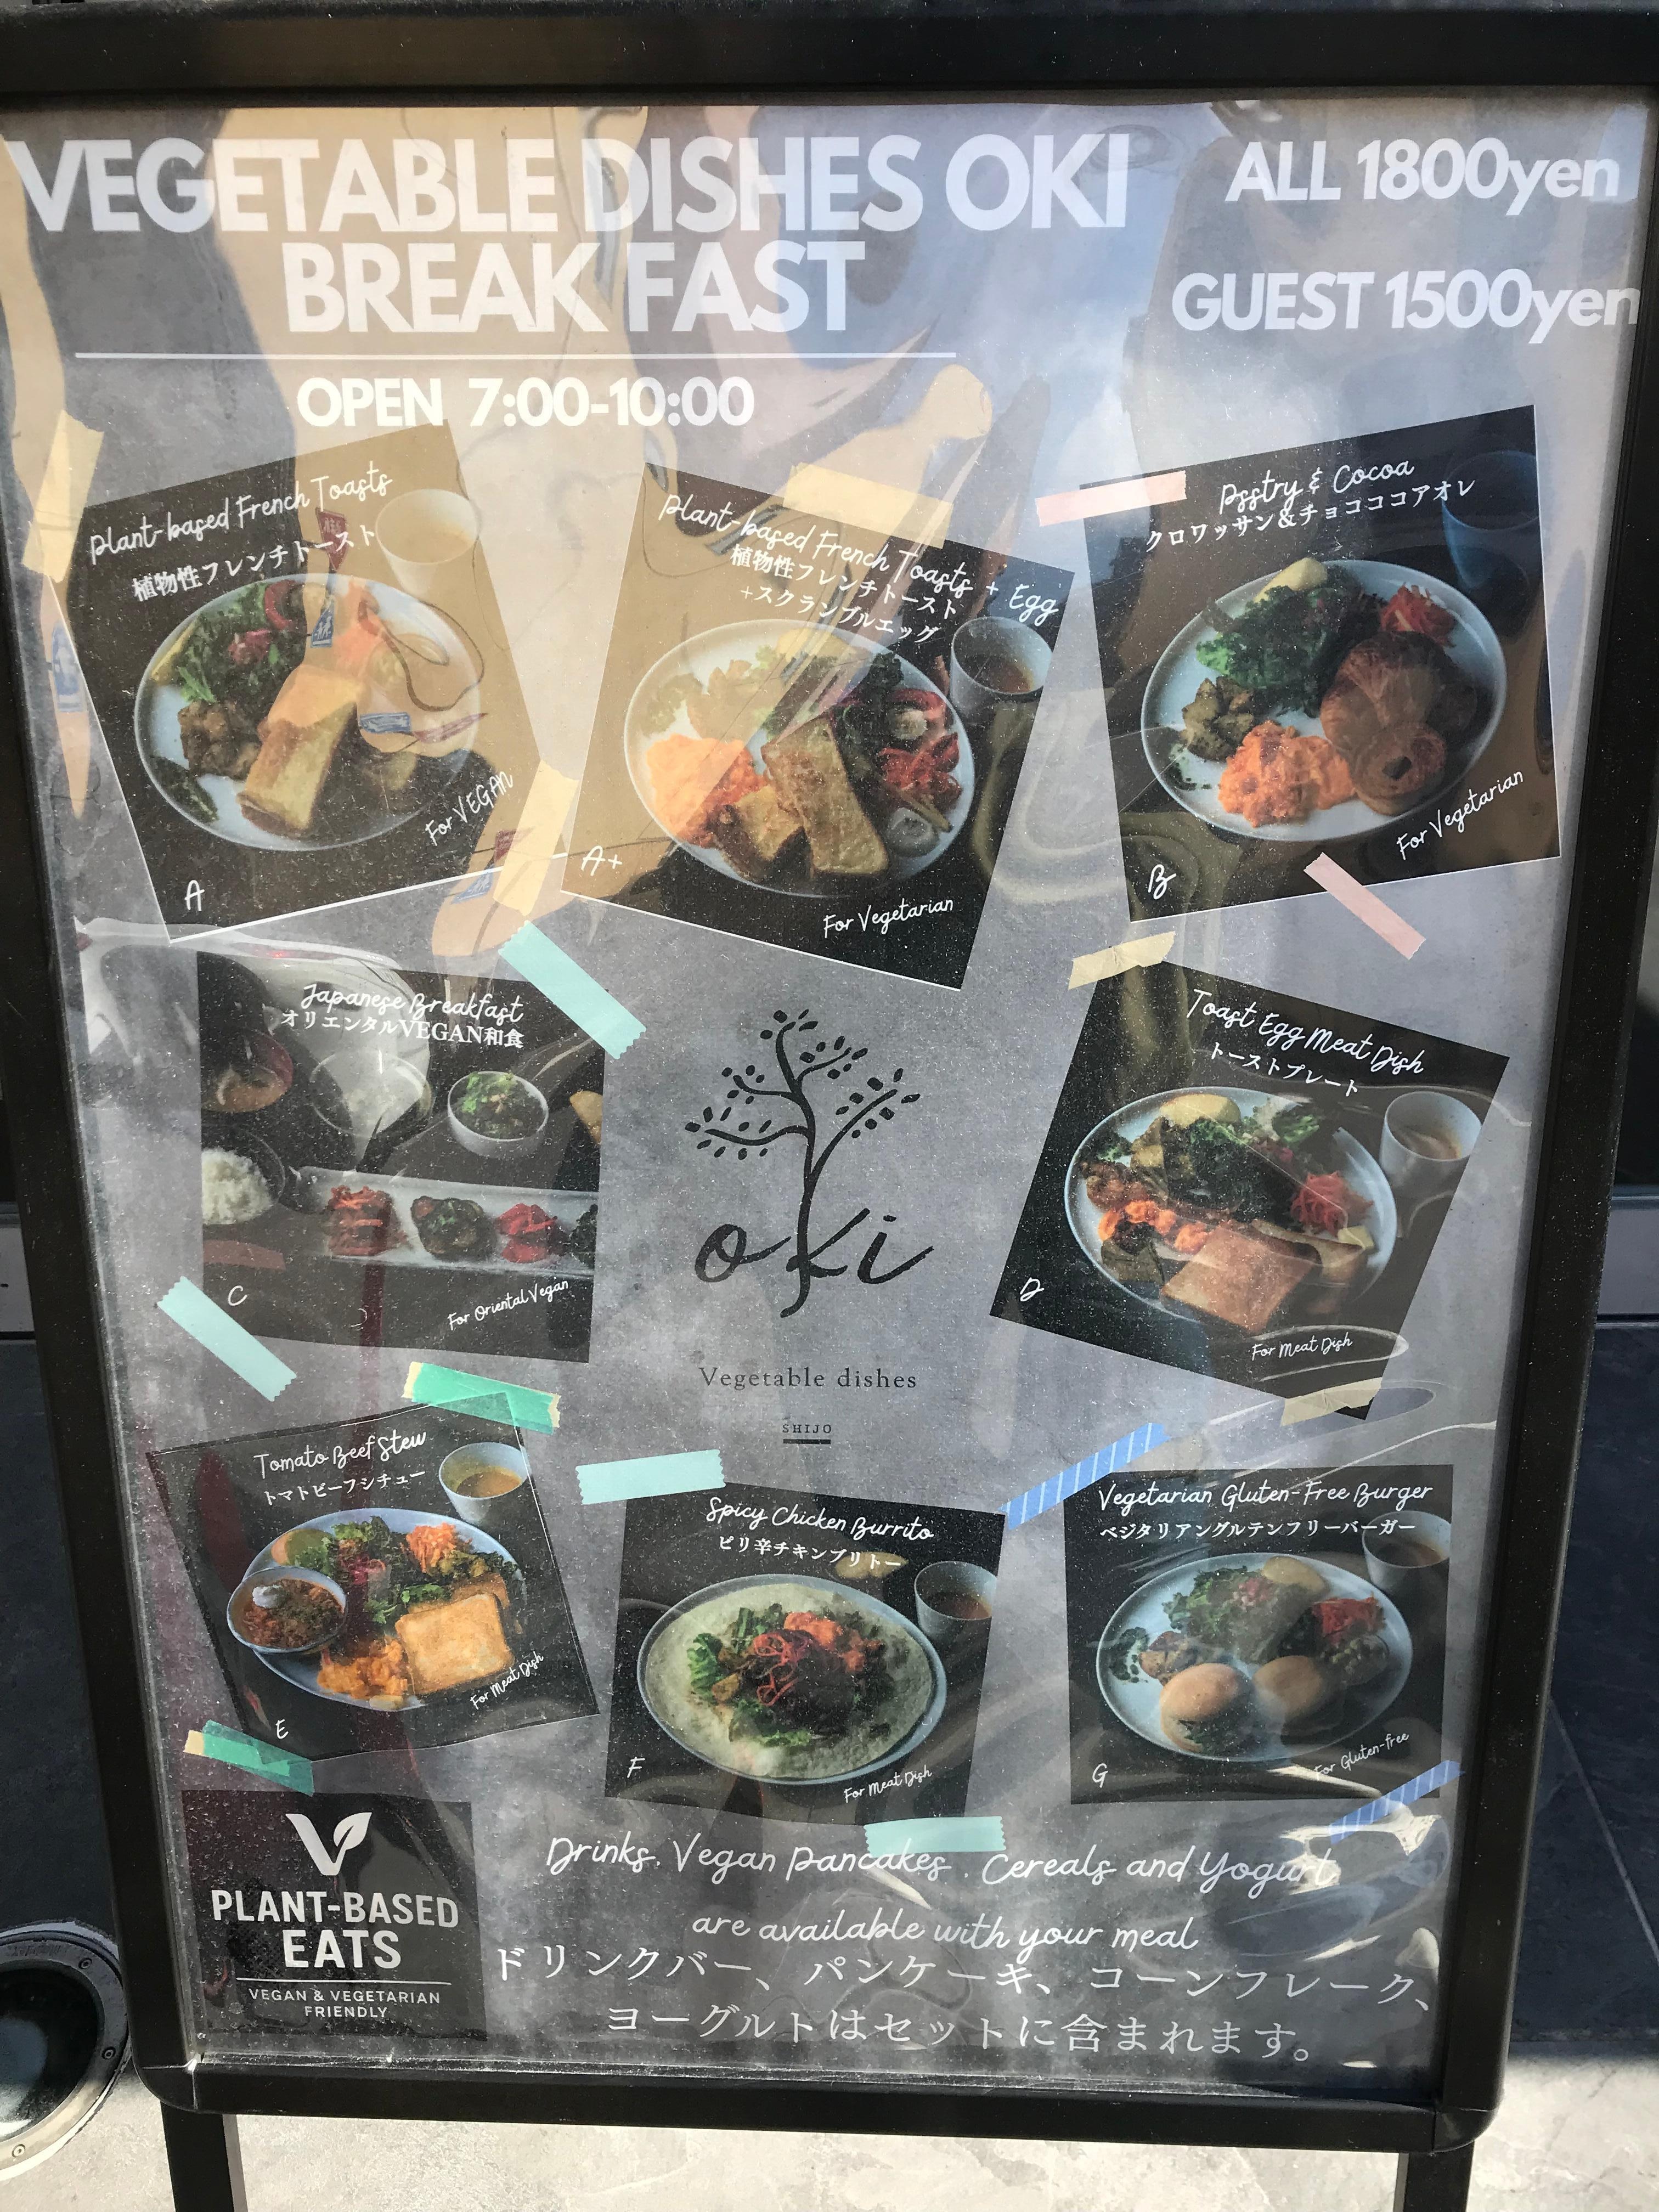 VEGETABLE DISHES OKI
BREAK FAST
ALL 1800yen
GUEST 1500yen
OPEN 7:00-10:00
Plant-based French Toasts
植物性フレンチトースト
For VEGAN
A
Plant-based French Toasts + Egg
植物性フレンチトースト
+スクランブルエッグ
A+
For Vegetarian
Psstry & Cocoa
クロワッサン&チョコココアオレ
For Vegetarian
B
Japanese Breakfast
オリエンタルVEGAN和食
C
For Oriental Vegan
oki
Vegetable dishes
SHIJO
Toast Egg Meat Dish
トーストプレート
D
For Meat Dish
Tomato Beef Stew
トマトビーフシチュー
For Meat Dish
E
Spicy Chicken Burrito
ピリ辛チキンブリトー
F
For Meat Dish
Vegetarian Gluten-Free Burger
ベジタリアングルテンフリーバーガー
G
For Gluten-free
PLANT-BASED
EATS
VEGAN & VEGETARIAN
FRIENDLY
Drinks, Vegan Pancakes, Cereals and Yogurt
are available with your meal
ドリンクバー、パンケーキ、コーンフレーク、
ヨーグルトはセットに含まれます。